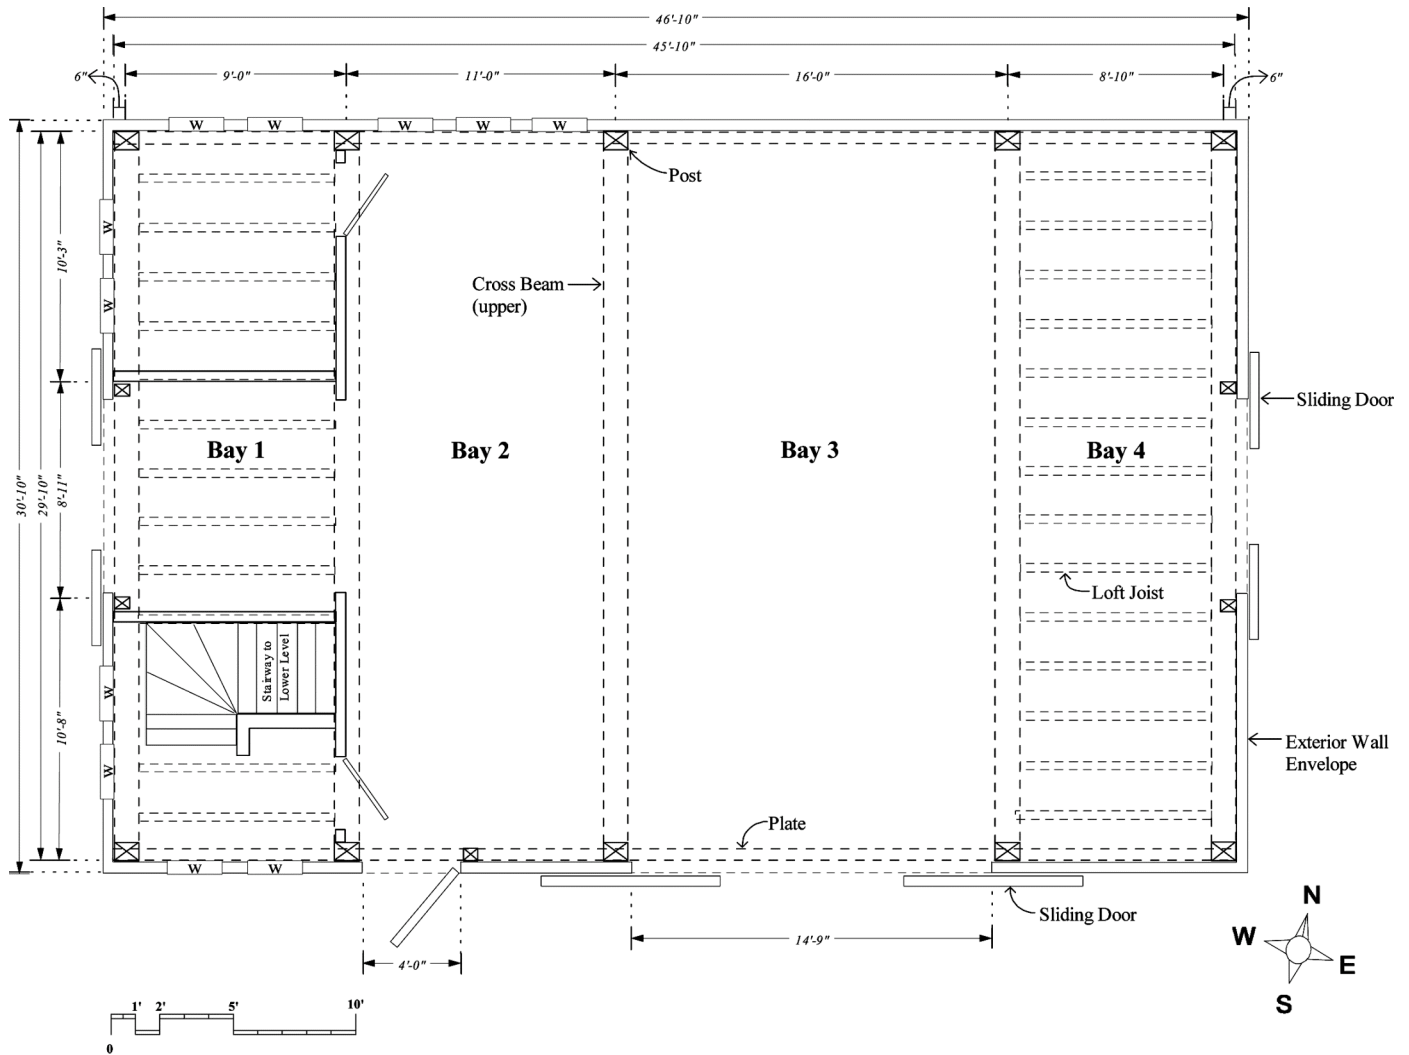 46'-10"
45'-10"
6"
9'-0"
11'-0"
16'-0"
8'-10"
6"
W
W
W
W
W
Post
W
10'-3"
Cross Beam
(upper)
W
Sliding Door
Bay 1
Bay 2
Bay 3
Bay 4
30'-10"
29'-10"
8'-11"
Loft Joist
Stairway to
Lower Level
W
10'-8"
Exterior Wall
Envelope
W
Plate
W
W
Sliding Door
14'-9"
4'-0"
N
W
E
S
1'
2'
5'
10'
0